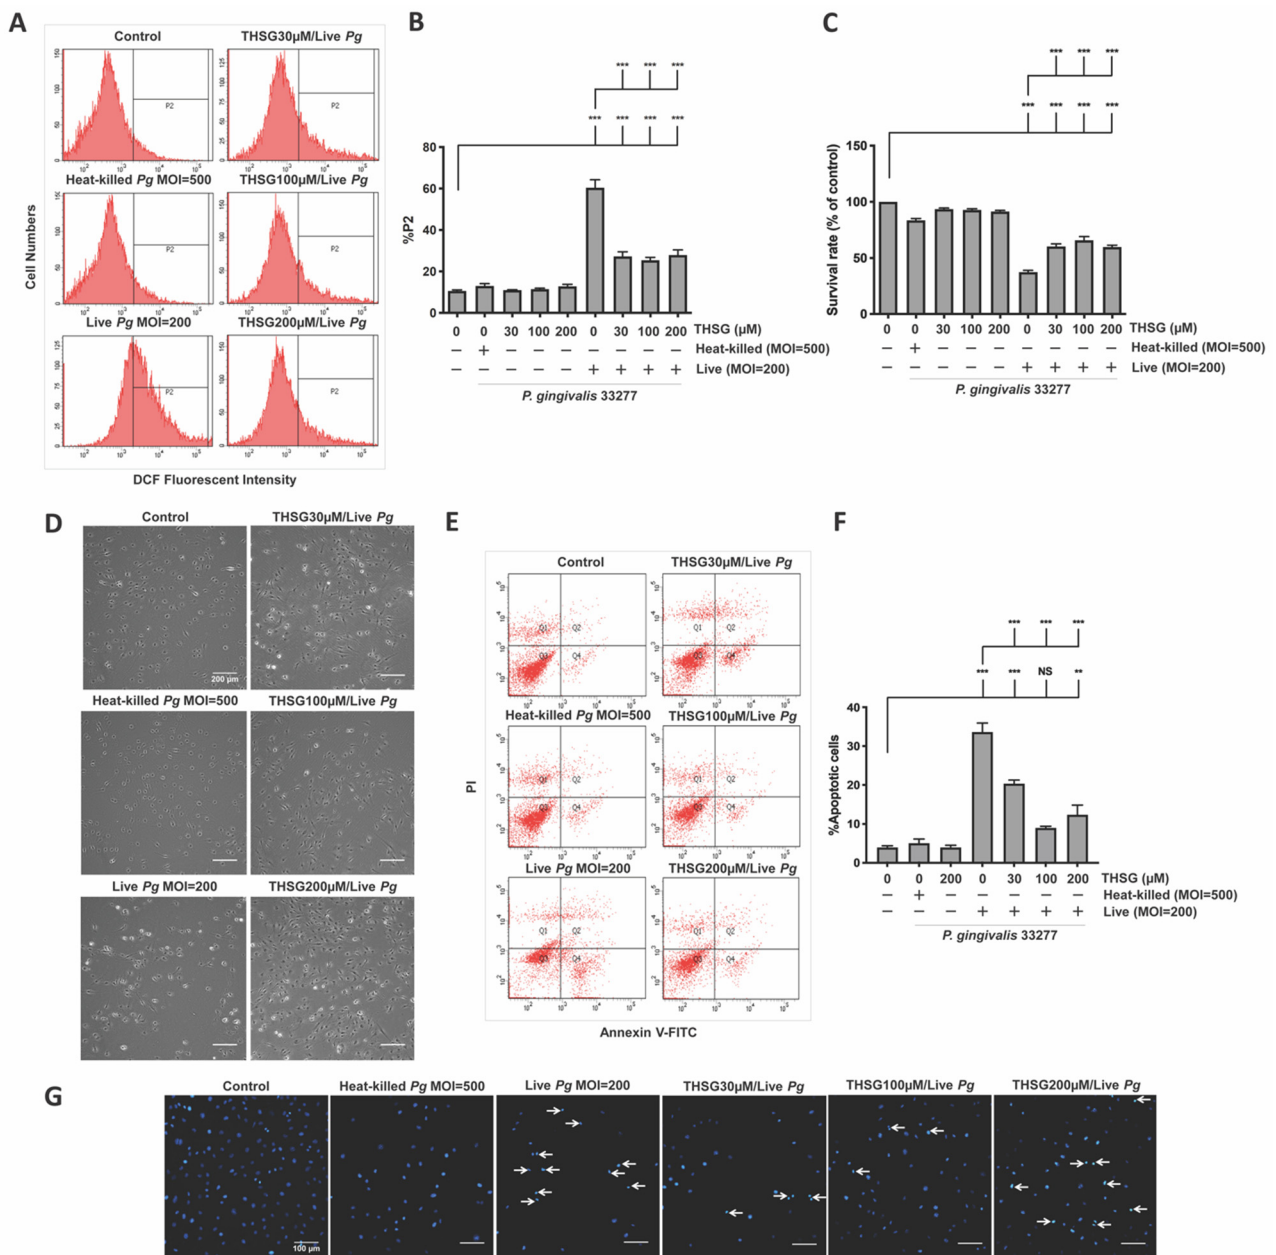 A
Control
THSG30μM/Live Pg
P2
P2
Heat-killed Pg MOI=500
THSG100μM/Live Pg
P2
P2
Live Pg MOI=200
THSG200μM/Live Pg
P2
P2
Cell Numbers
DCF Fluorescent Intensity
B
*** *** ***
*** *** *** ***
80
60
40
20
0
%P2
0 0 30 100 200 0 30 100 200 THSG (μM)
– + – – – – – – – Heat-killed (MOI=500)
– – – – – + + + + Live (MOI=200)
P. gingivalis 33277
C
*** *** ***
*** *** *** ***
150
100
50
0
Survival rate (% of control)
0 0 30 100 200 0 30 100 200 THSG (μM)
– + – – – – – – – Heat-killed (MOI=500)
– – – – – + + + + Live (MOI=200)
P. gingivalis 33277
D
Control
THSG30μM/Live Pg
200 μm
Heat-killed Pg MOI=500
THSG100μM/Live Pg
Live Pg MOI=200
THSG200μM/Live Pg
E
Control
THSG30μM/Live Pg
Q1 Q2
Q3 Q4
Q1 Q2
Q3 Q4
Heat-killed Pg MOI=500
THSG100μM/Live Pg
Q1 Q2
Q3 Q4
Q1 Q2
Q3 Q4
Live Pg MOI=200
THSG200μM/Live Pg
Q1 Q2
Q3 Q4
Q1 Q2
Q3 Q4
PI
Annexin V-FITC
F
*** *** ***
*** *** NS **
40
30
20
10
0
%Apoptotic cells
0 0 200 0 30 100 200 THSG (μM)
– + – – – – – Heat-killed (MOI=500)
– – – + + + + Live (MOI=200)
P. gingivalis 33277
G
Control
Heat-killed Pg MOI=500
Live Pg MOI=200
THSG30μM/Live Pg
THSG100μM/Live Pg
THSG200μM/Live Pg
100 μm